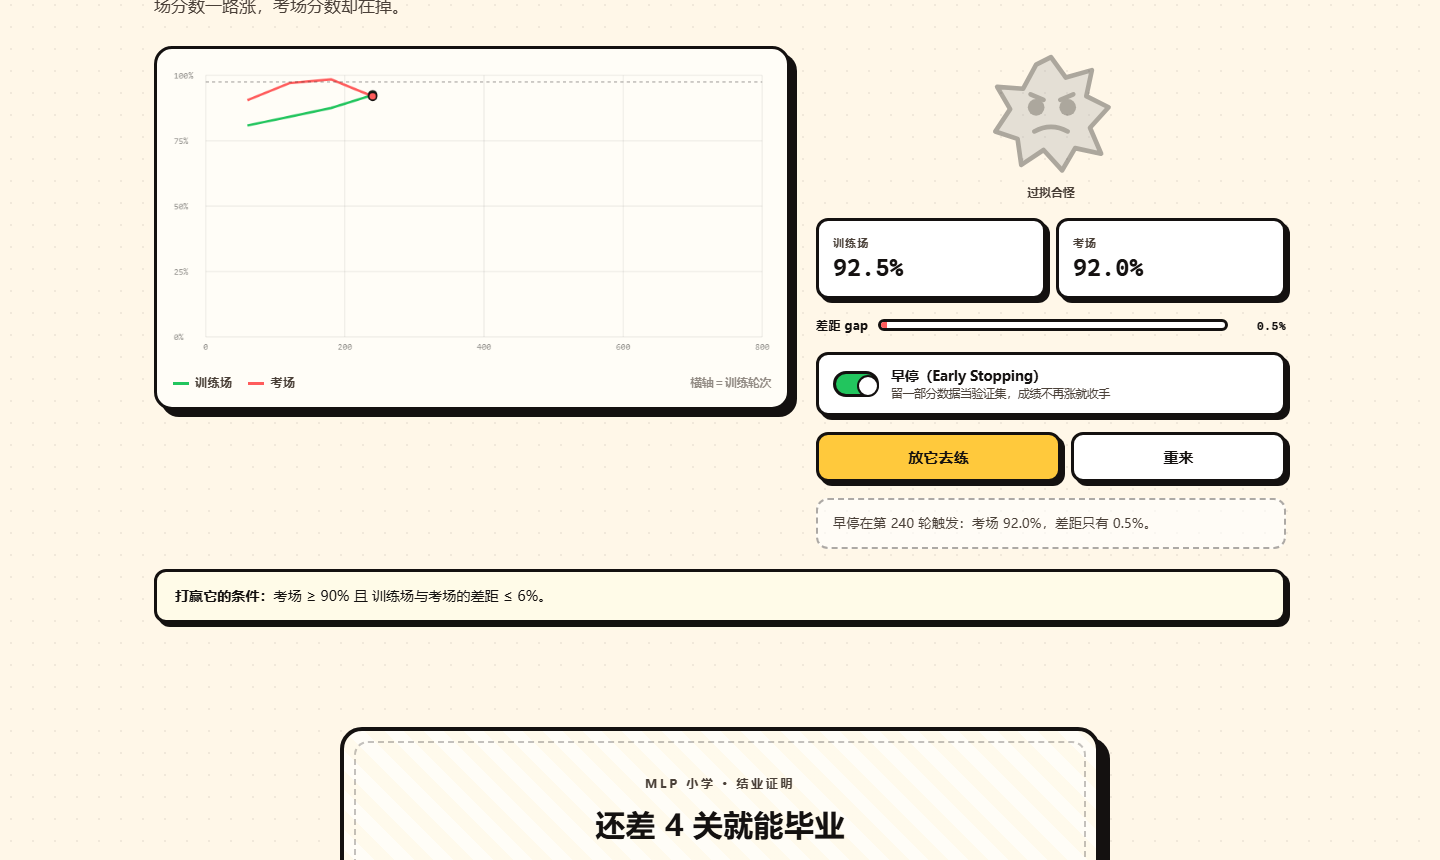 场分数一路涨，考场分数却在掉。
100%
75%
50%
25%
0%
0
200
400
600
800
训练场
考场
横轴 = 训练轮次
过拟合怪
训练场
92.5%
考场
92.0%
差距 gap
0.5%
早停（Early Stopping）
留一部分数据当验证集，成绩不再涨就收手
放它去练
重来
早停在第 240 轮触发：考场 92.0%，差距只有 0.5%。
打赢它的条件：考场 ≥ 90% 且 训练场与考场的差距 ≤ 6%。
MLP 小学 · 结业证明
还差 4 关就能毕业